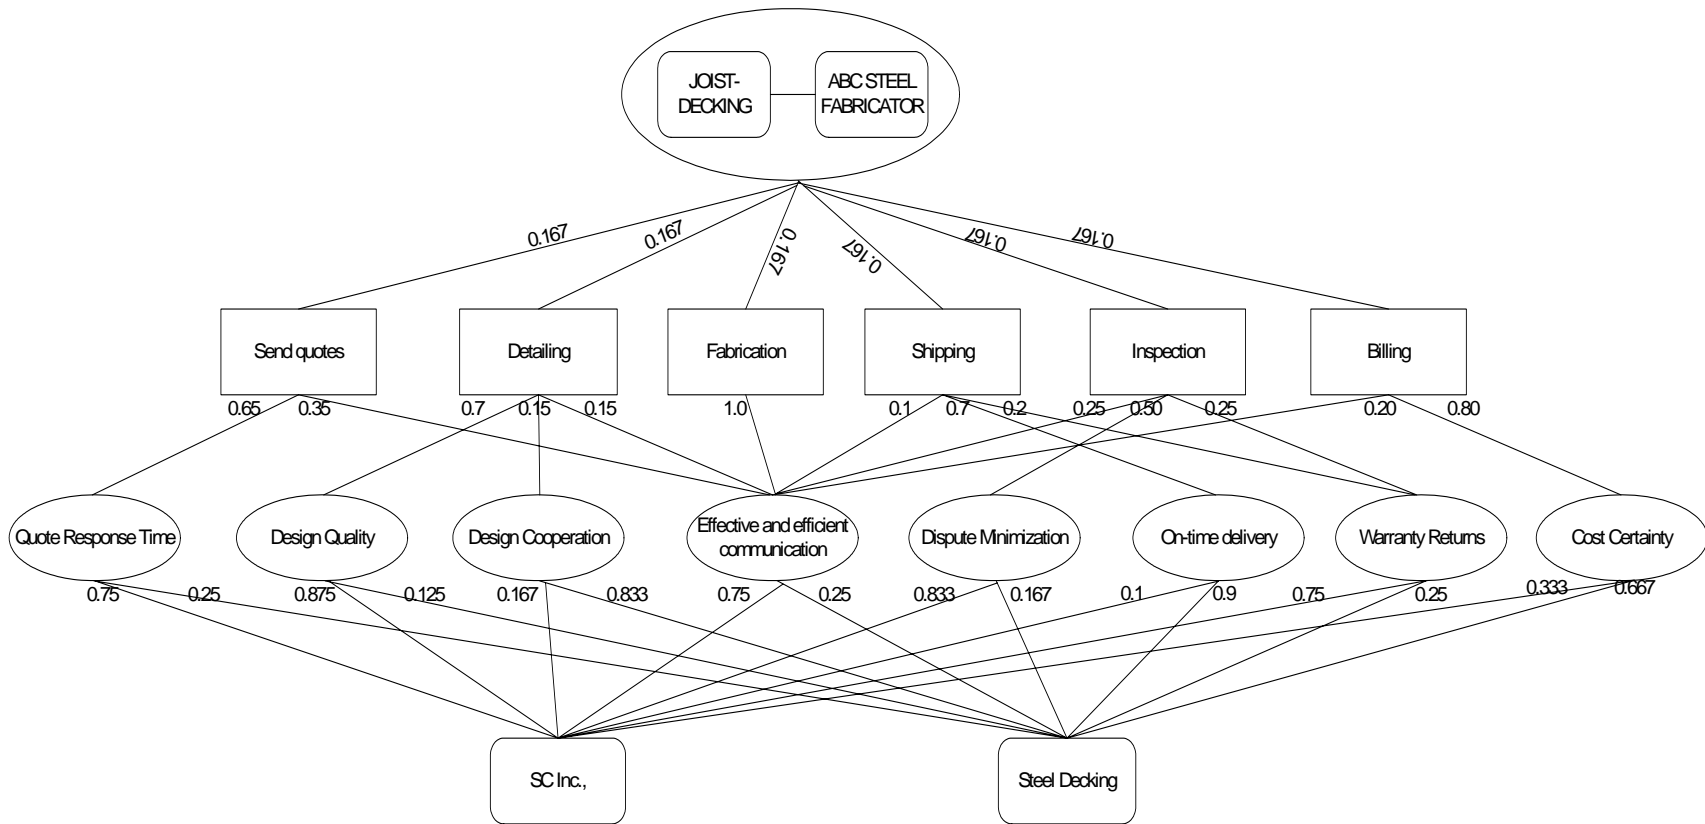 JOIST-
DECKING
ABC STEEL
FABRICATOR
0.167
0.167
0.167
0.167
0.167
0.167
Send quotes
Detailing
Fabrication
Shipping
Inspection
Billing
0.65
0.35
0.7
0.15
0.15
1.0
0.1
0.7
0.2
0.25
0.50
0.25
0.20
0.80
Quote Response Time
Design Quality
Design Cooperation
Effective and efficient
communication
Dispute Minimization
On-time delivery
Warranty Returns
Cost Certainty
0.75
0.25
0.875
0.125
0.167
0.833
0.75
0.25
0.833
0.167
0.1
0.9
0.75
0.25
0.333
0.667
SC Inc.,
Steel Decking